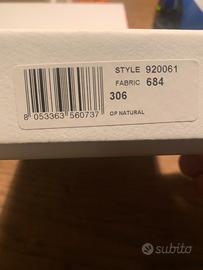 STYLE 920061
FABRIC 684
306
8 053363 560737
OP NATURAL
subito